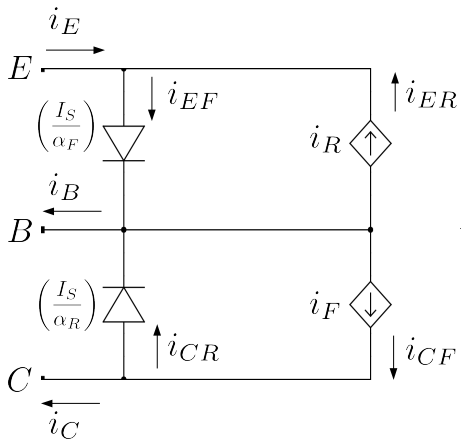 i_E
E
i_EF
i_ER
(I_S/α_F)
i_R
i_B
B
(I_S/α_R)
i_F
i_CR
i_CF
C
i_C